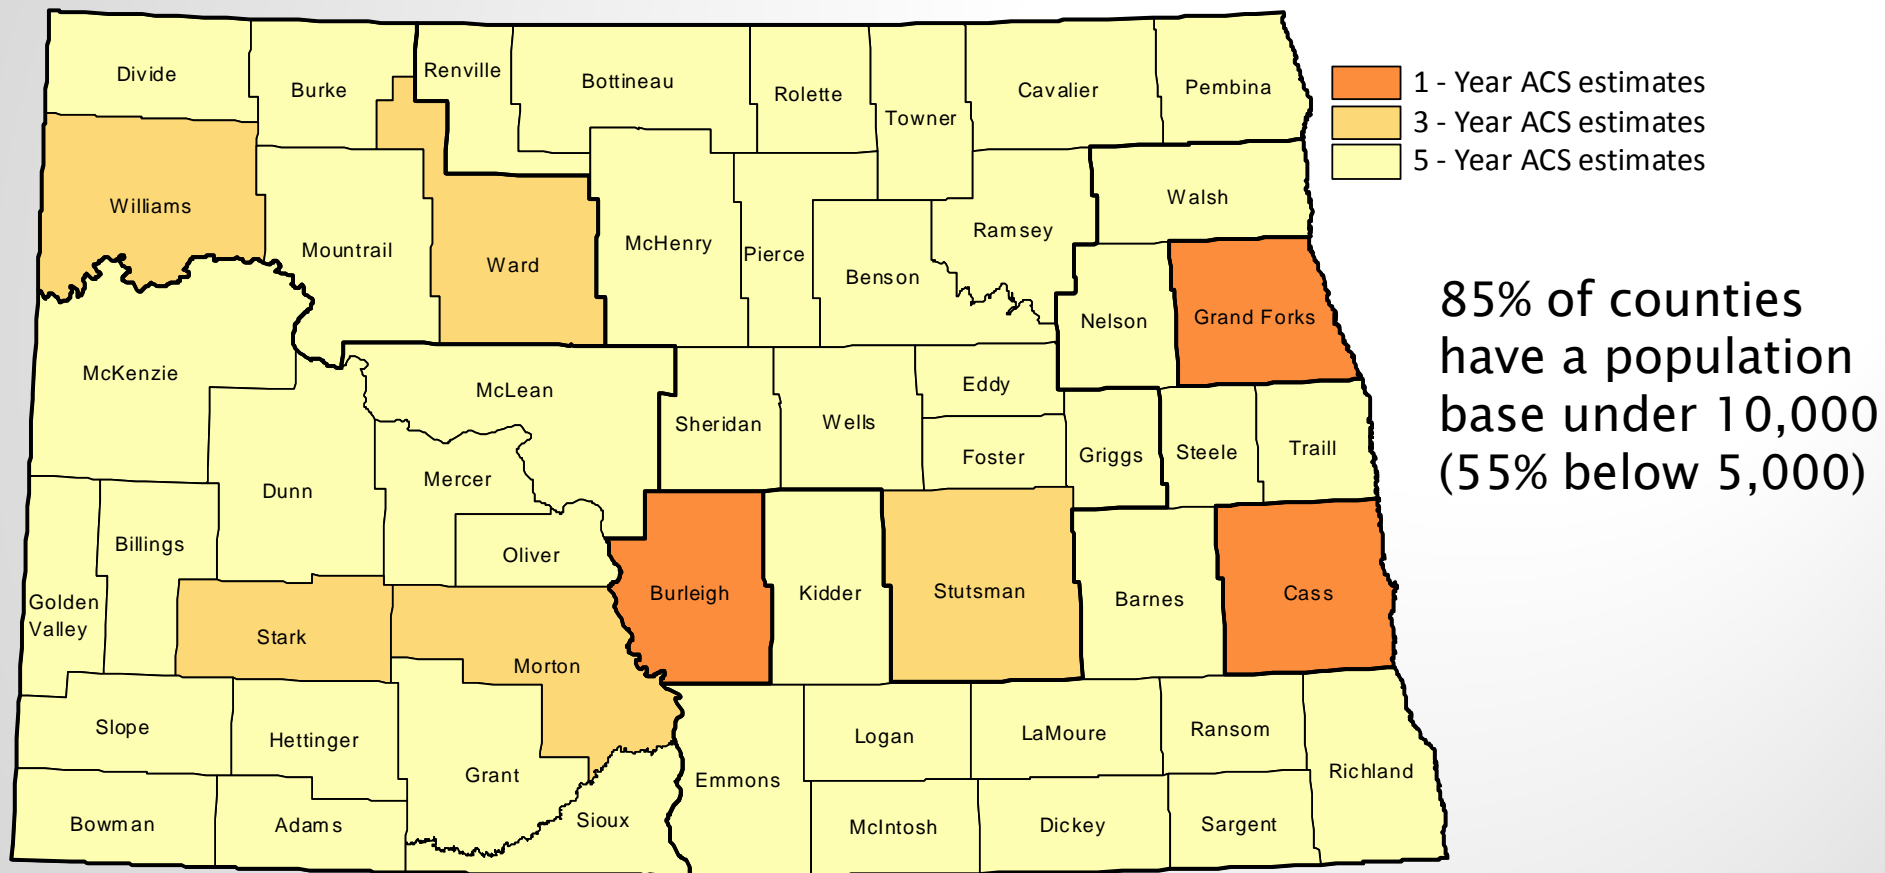 Divide
Burke
Renville
Bottineau
Rolette
Towner
Cavalier
Pembina
1 - Year ACS estimates
3 - Year ACS estimates
5 - Year ACS estimates
Williams
Mountrail
Ward
McHenry
Pierce
Benson
Ramsey
Walsh
Nelson
Grand Forks
85% of counties
have a population
base under 10,000
(55% below 5,000)
McKenzie
McLean
Sheridan
Wells
Eddy
Foster
Griggs
Steele
Traill
Dunn
Mercer
Oliver
Billings
Golden
Valley
Stark
Morton
Burleigh
Kidder
Stutsman
Barnes
Cass
Slope
Hettinger
Grant
Emmons
Logan
LaMoure
Ransom
Richland
Bowman
Adams
Sioux
McIntosh
Dickey
Sargent